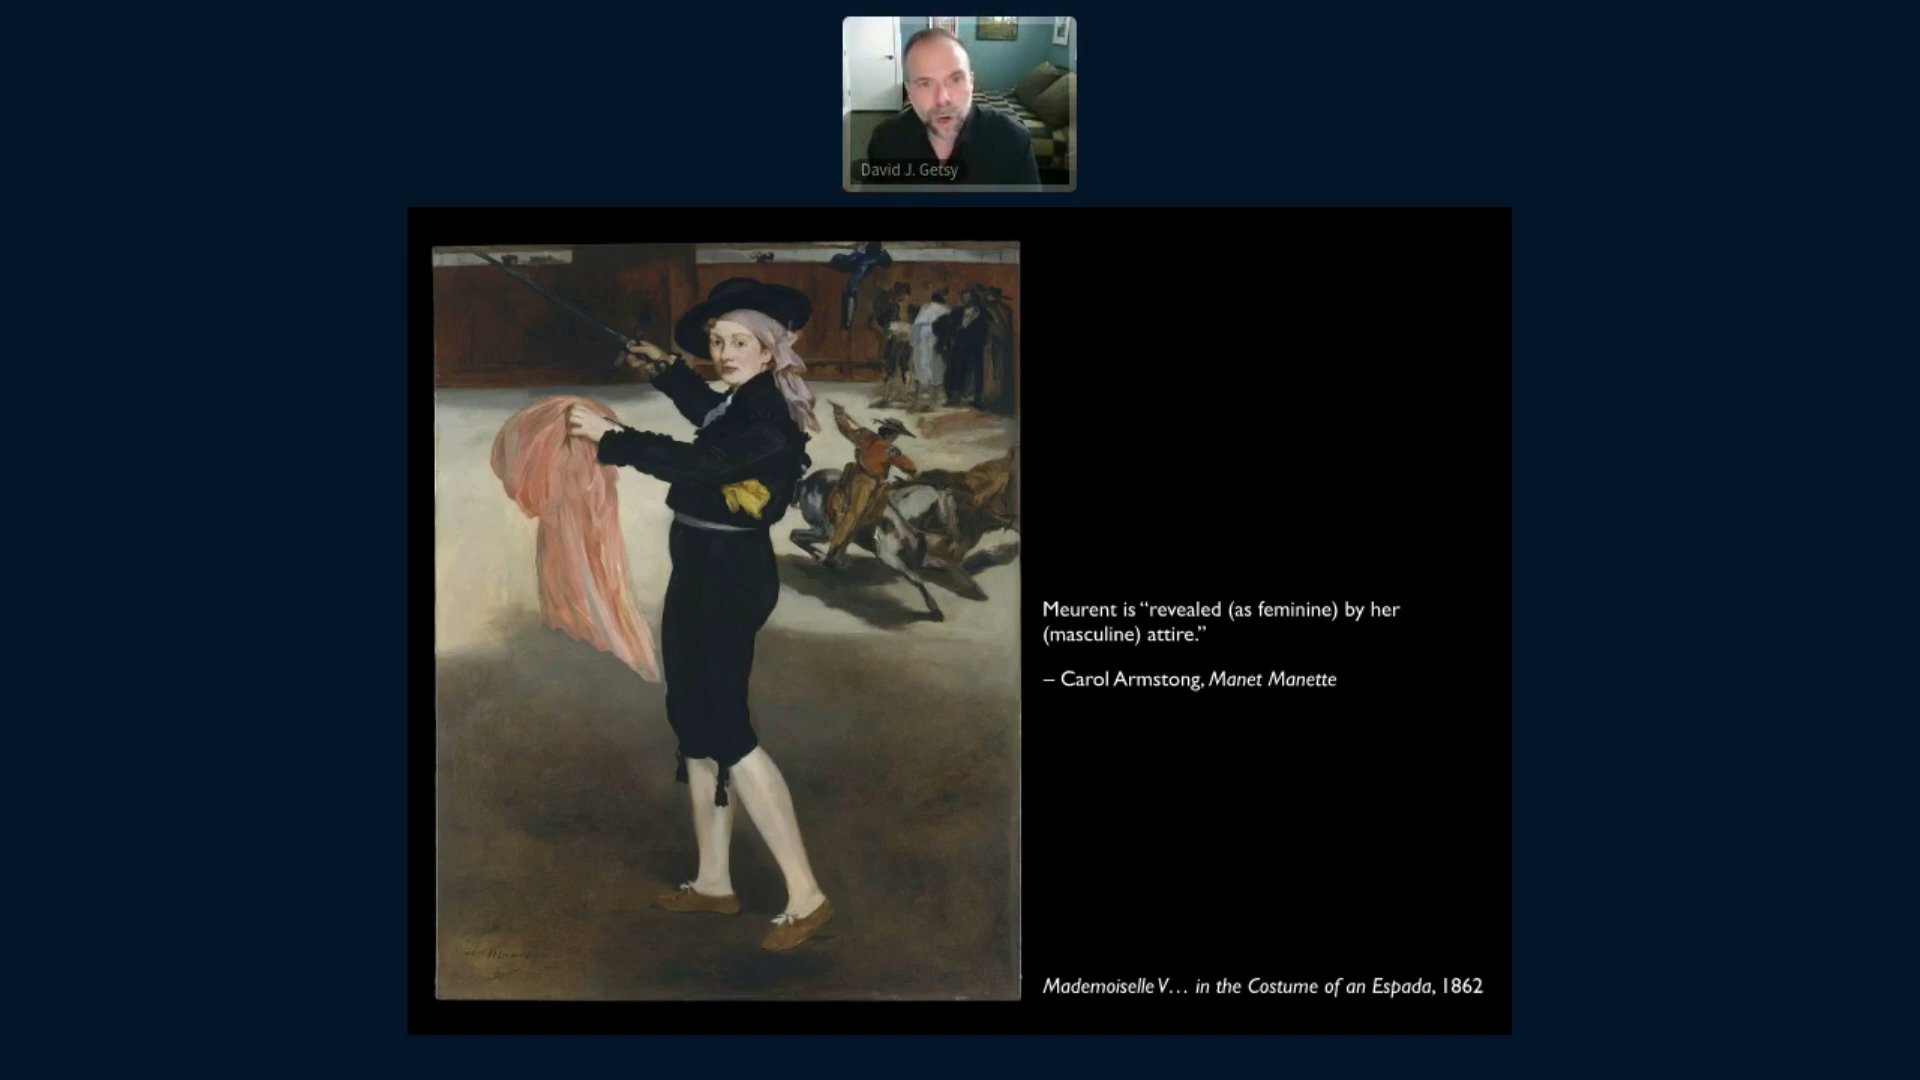 David J. Getsy
Meurent is “revealed (as feminine) by her
(masculine) attire.”
– Carol Armstong, Manet Manette
Mademoiselle V… in the Costume of an Espada, 1862